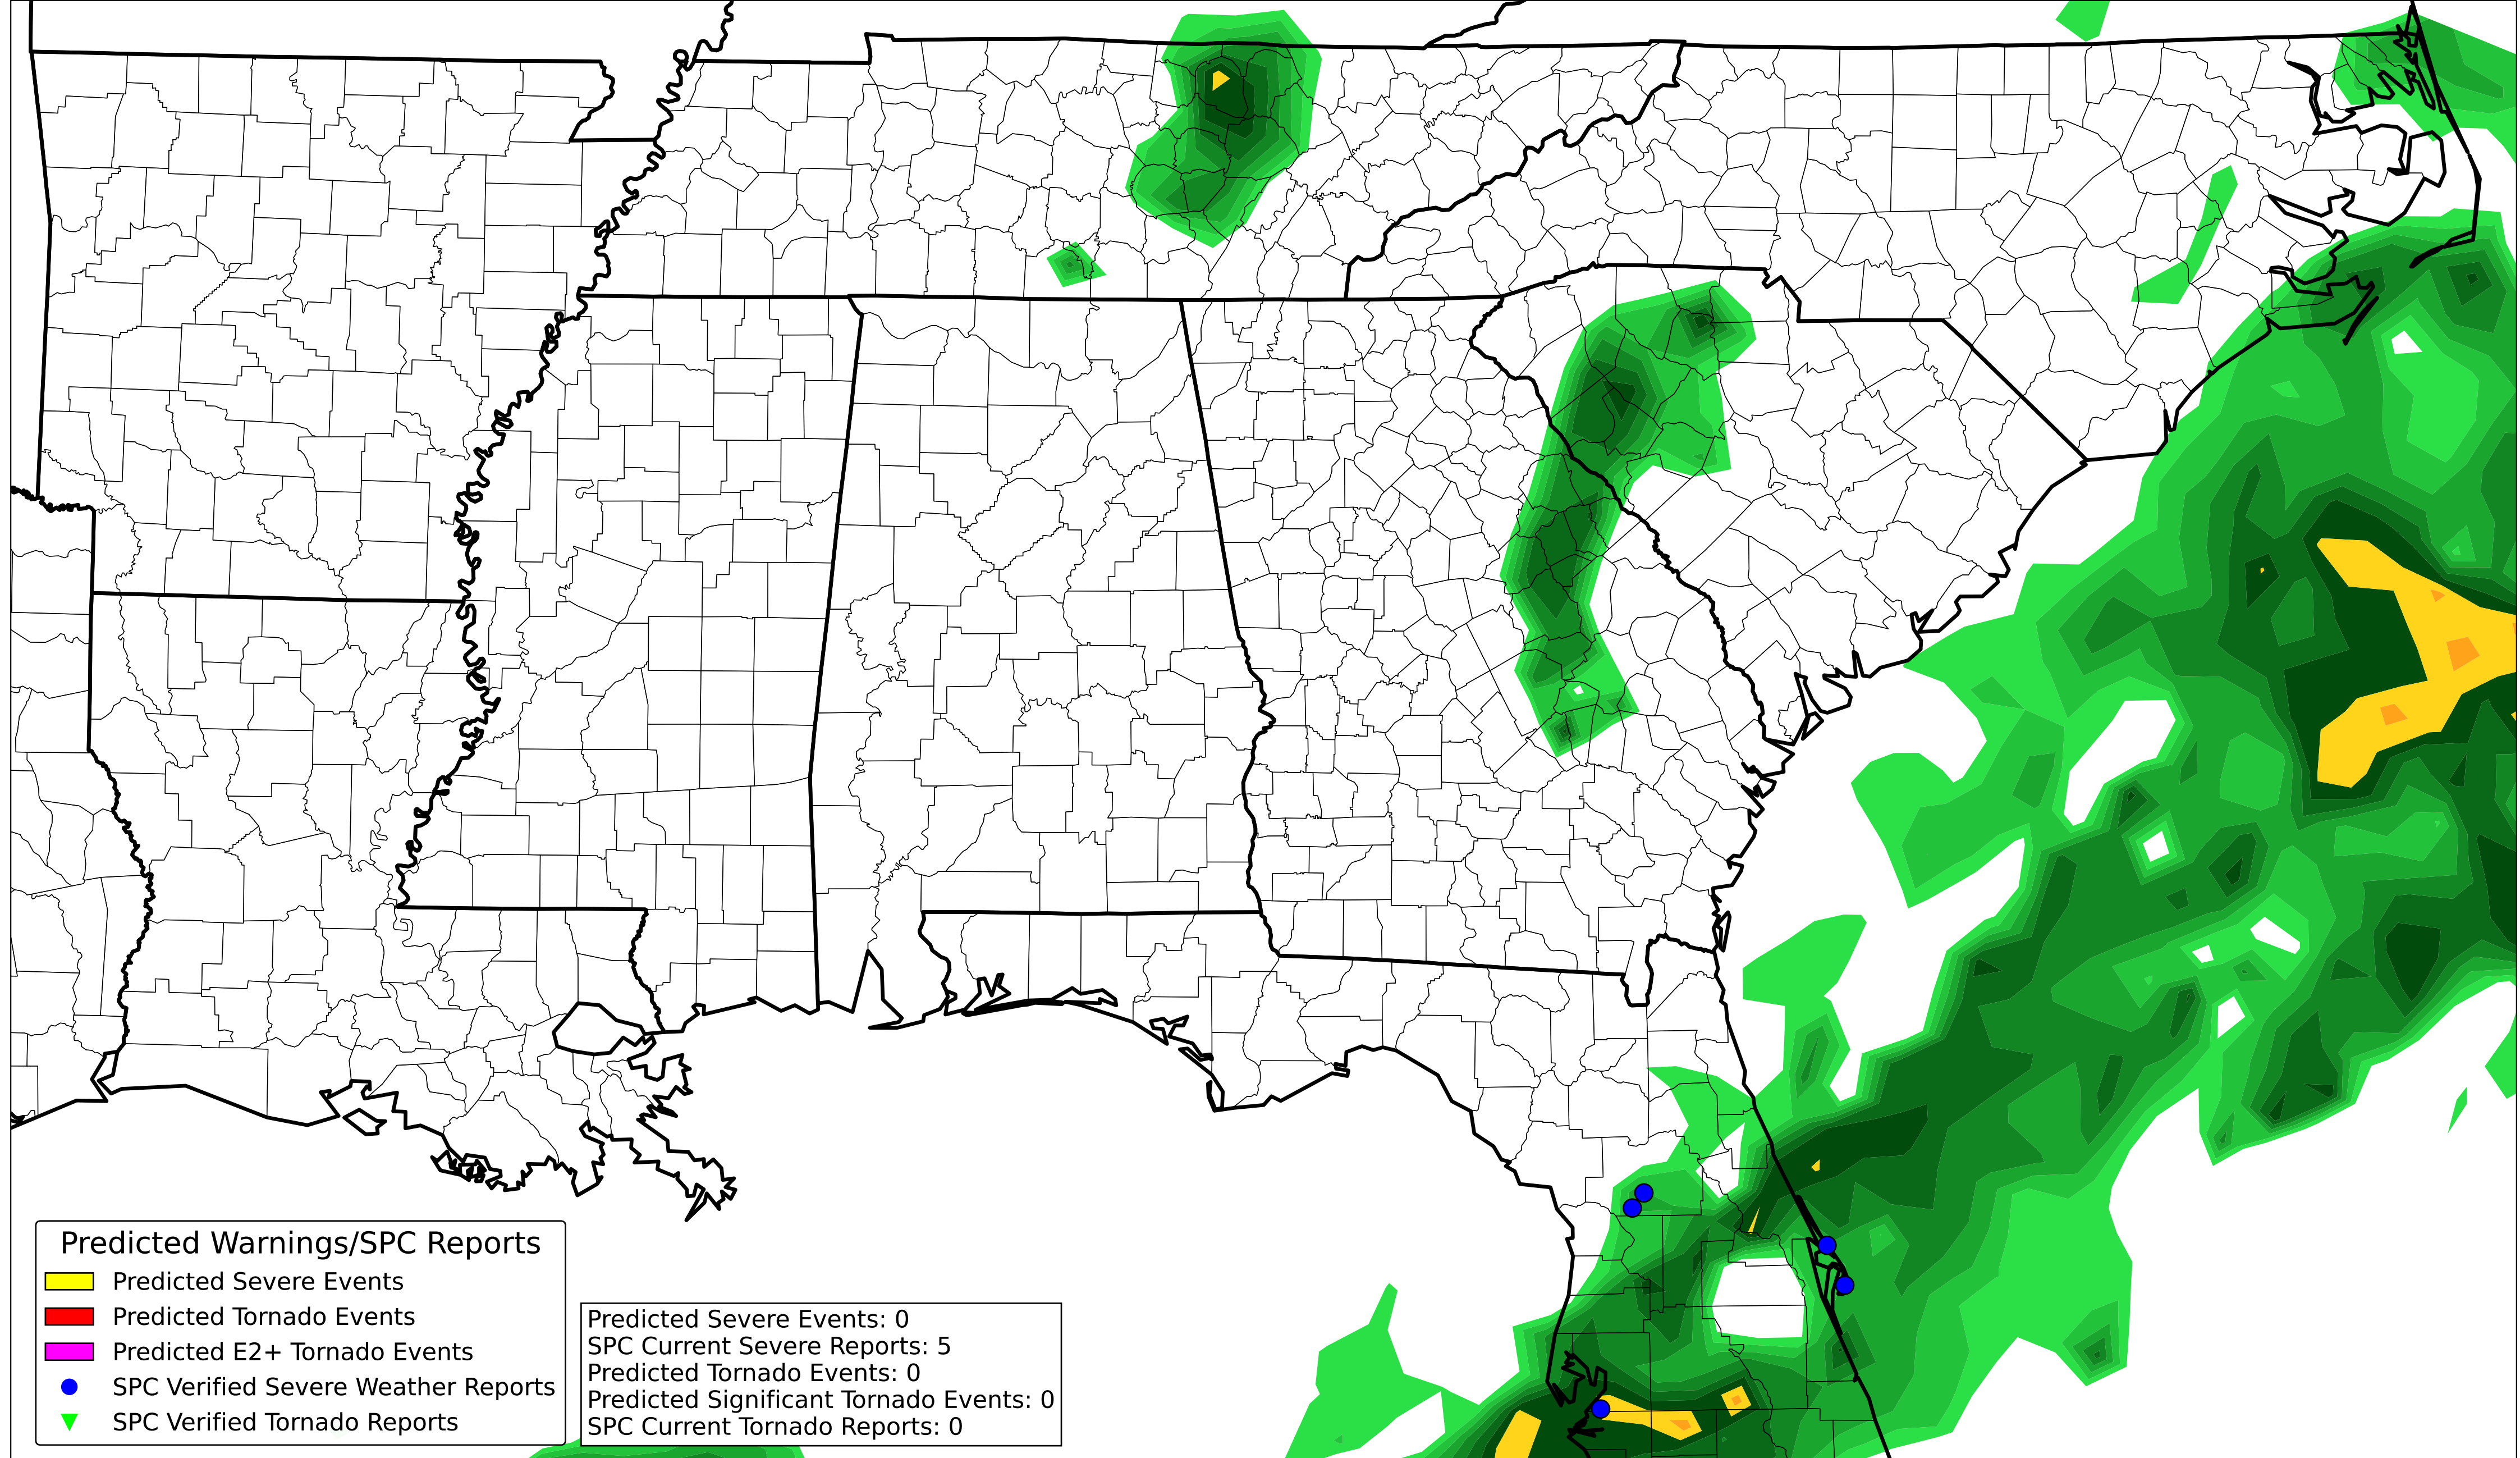 Predicted Warnings/SPC Reports
Predicted Severe Events
Predicted Tornado Events
Predicted E2+ Tornado Events
SPC Verified Severe Weather Reports
SPC Verified Tornado Reports
Predicted Severe Events: 0
SPC Current Severe Reports: 5
Predicted Tornado Events: 0
Predicted Significant Tornado Events: 0
SPC Current Tornado Reports: 0